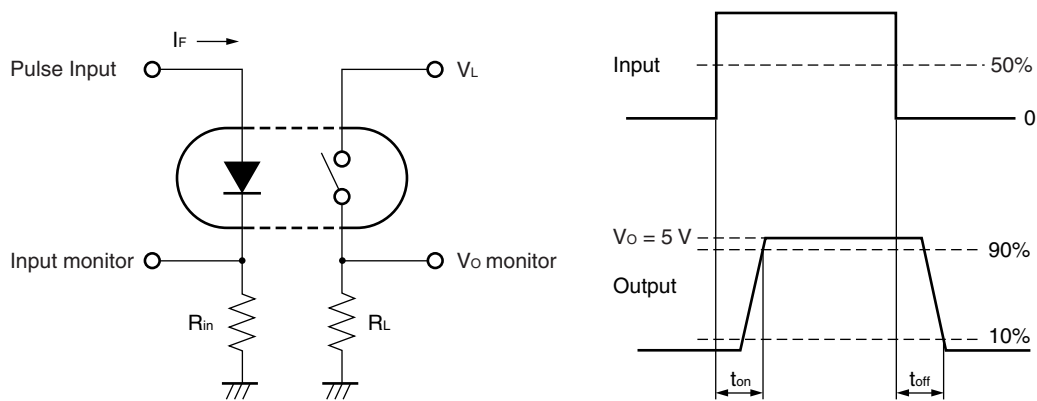 IF
Pulse Input
VL
Input monitor
VO monitor
Rin
RL
Input
50%
0
VO = 5 V
90%
Output
10%
ton
toff